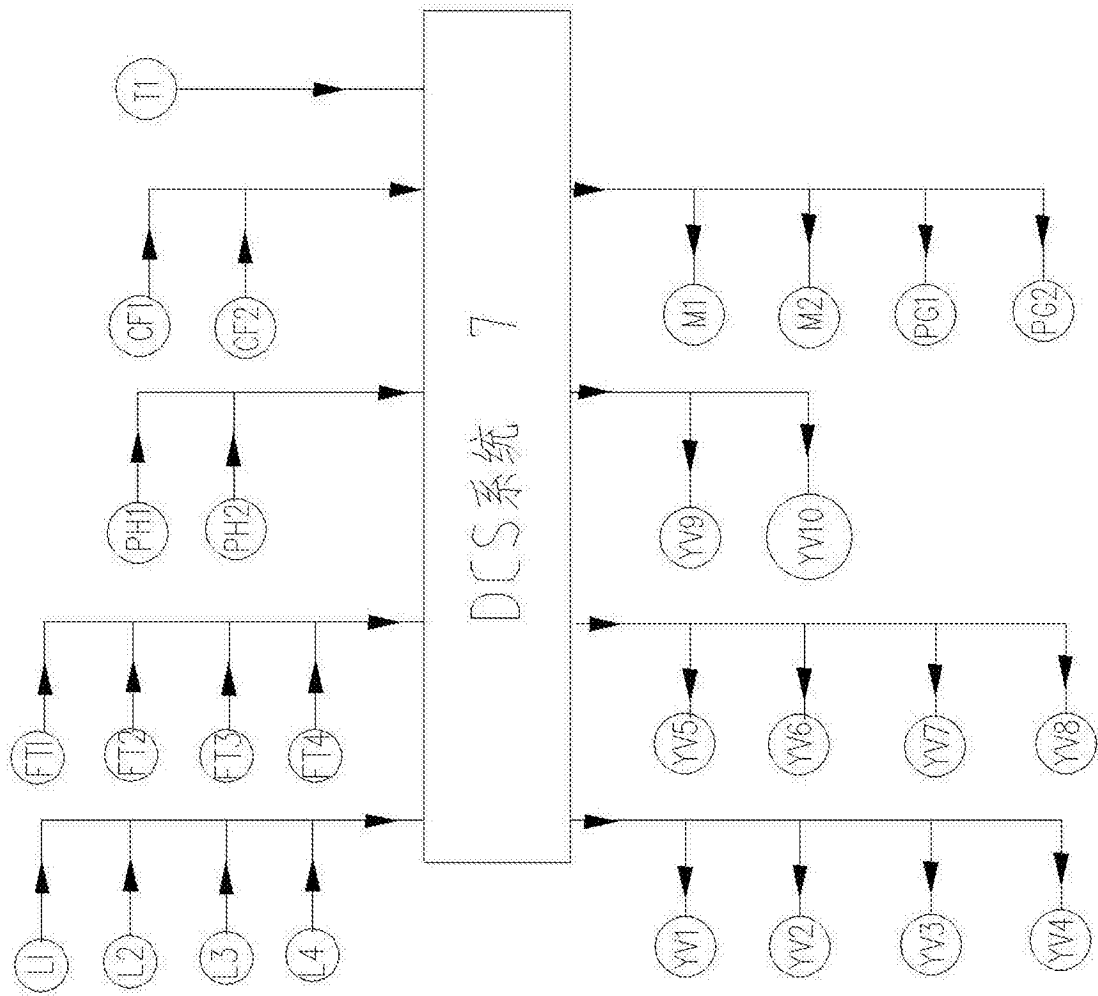 L1
L2
L3
L4
FT1
FT2
FT3
FT4
PH1
PH2
CF1
CF2
T1
DCS系统 7
YV1
YV2
YV3
YV4
YV5
YV6
YV7
YV8
YV9
YV10
M1
M2
PG1
PG2